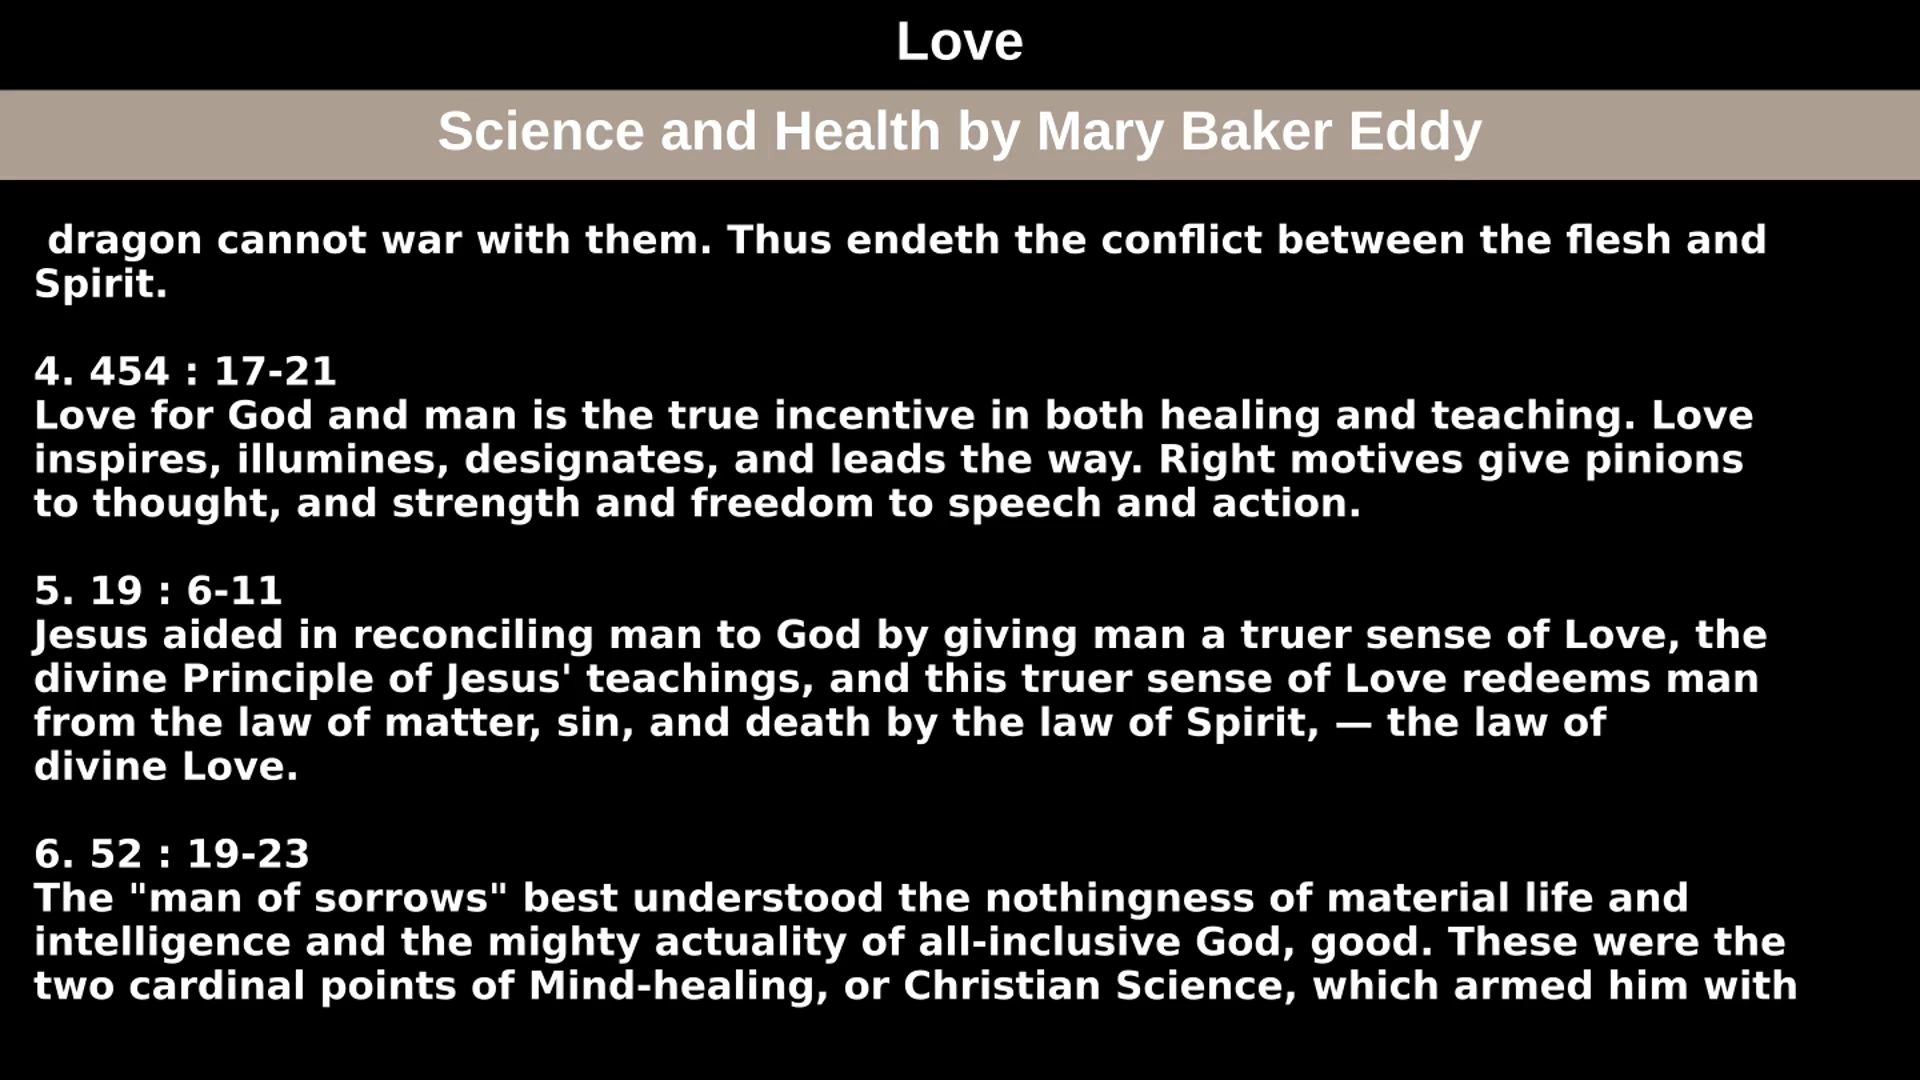 Love
Science and Health by Mary Baker Eddy
dragon cannot war with them. Thus endeth the conflict between the flesh and
Spirit.
4. 454 : 17-21
Love for God and man is the true incentive in both healing and teaching. Love
inspires, illumines, designates, and leads the way. Right motives give pinions
to thought, and strength and freedom to speech and action.
5. 19 : 6-11
Jesus aided in reconciling man to God by giving man a truer sense of Love, the
divine Principle of Jesus' teachings, and this truer sense of Love redeems man
from the law of matter, sin, and death by the law of Spirit, — the law of
divine Love.
6. 52 : 19-23
The "man of sorrows" best understood the nothingness of material life and
intelligence and the mighty actuality of all-inclusive God, good. These were the
two cardinal points of Mind-healing, or Christian Science, which armed him with